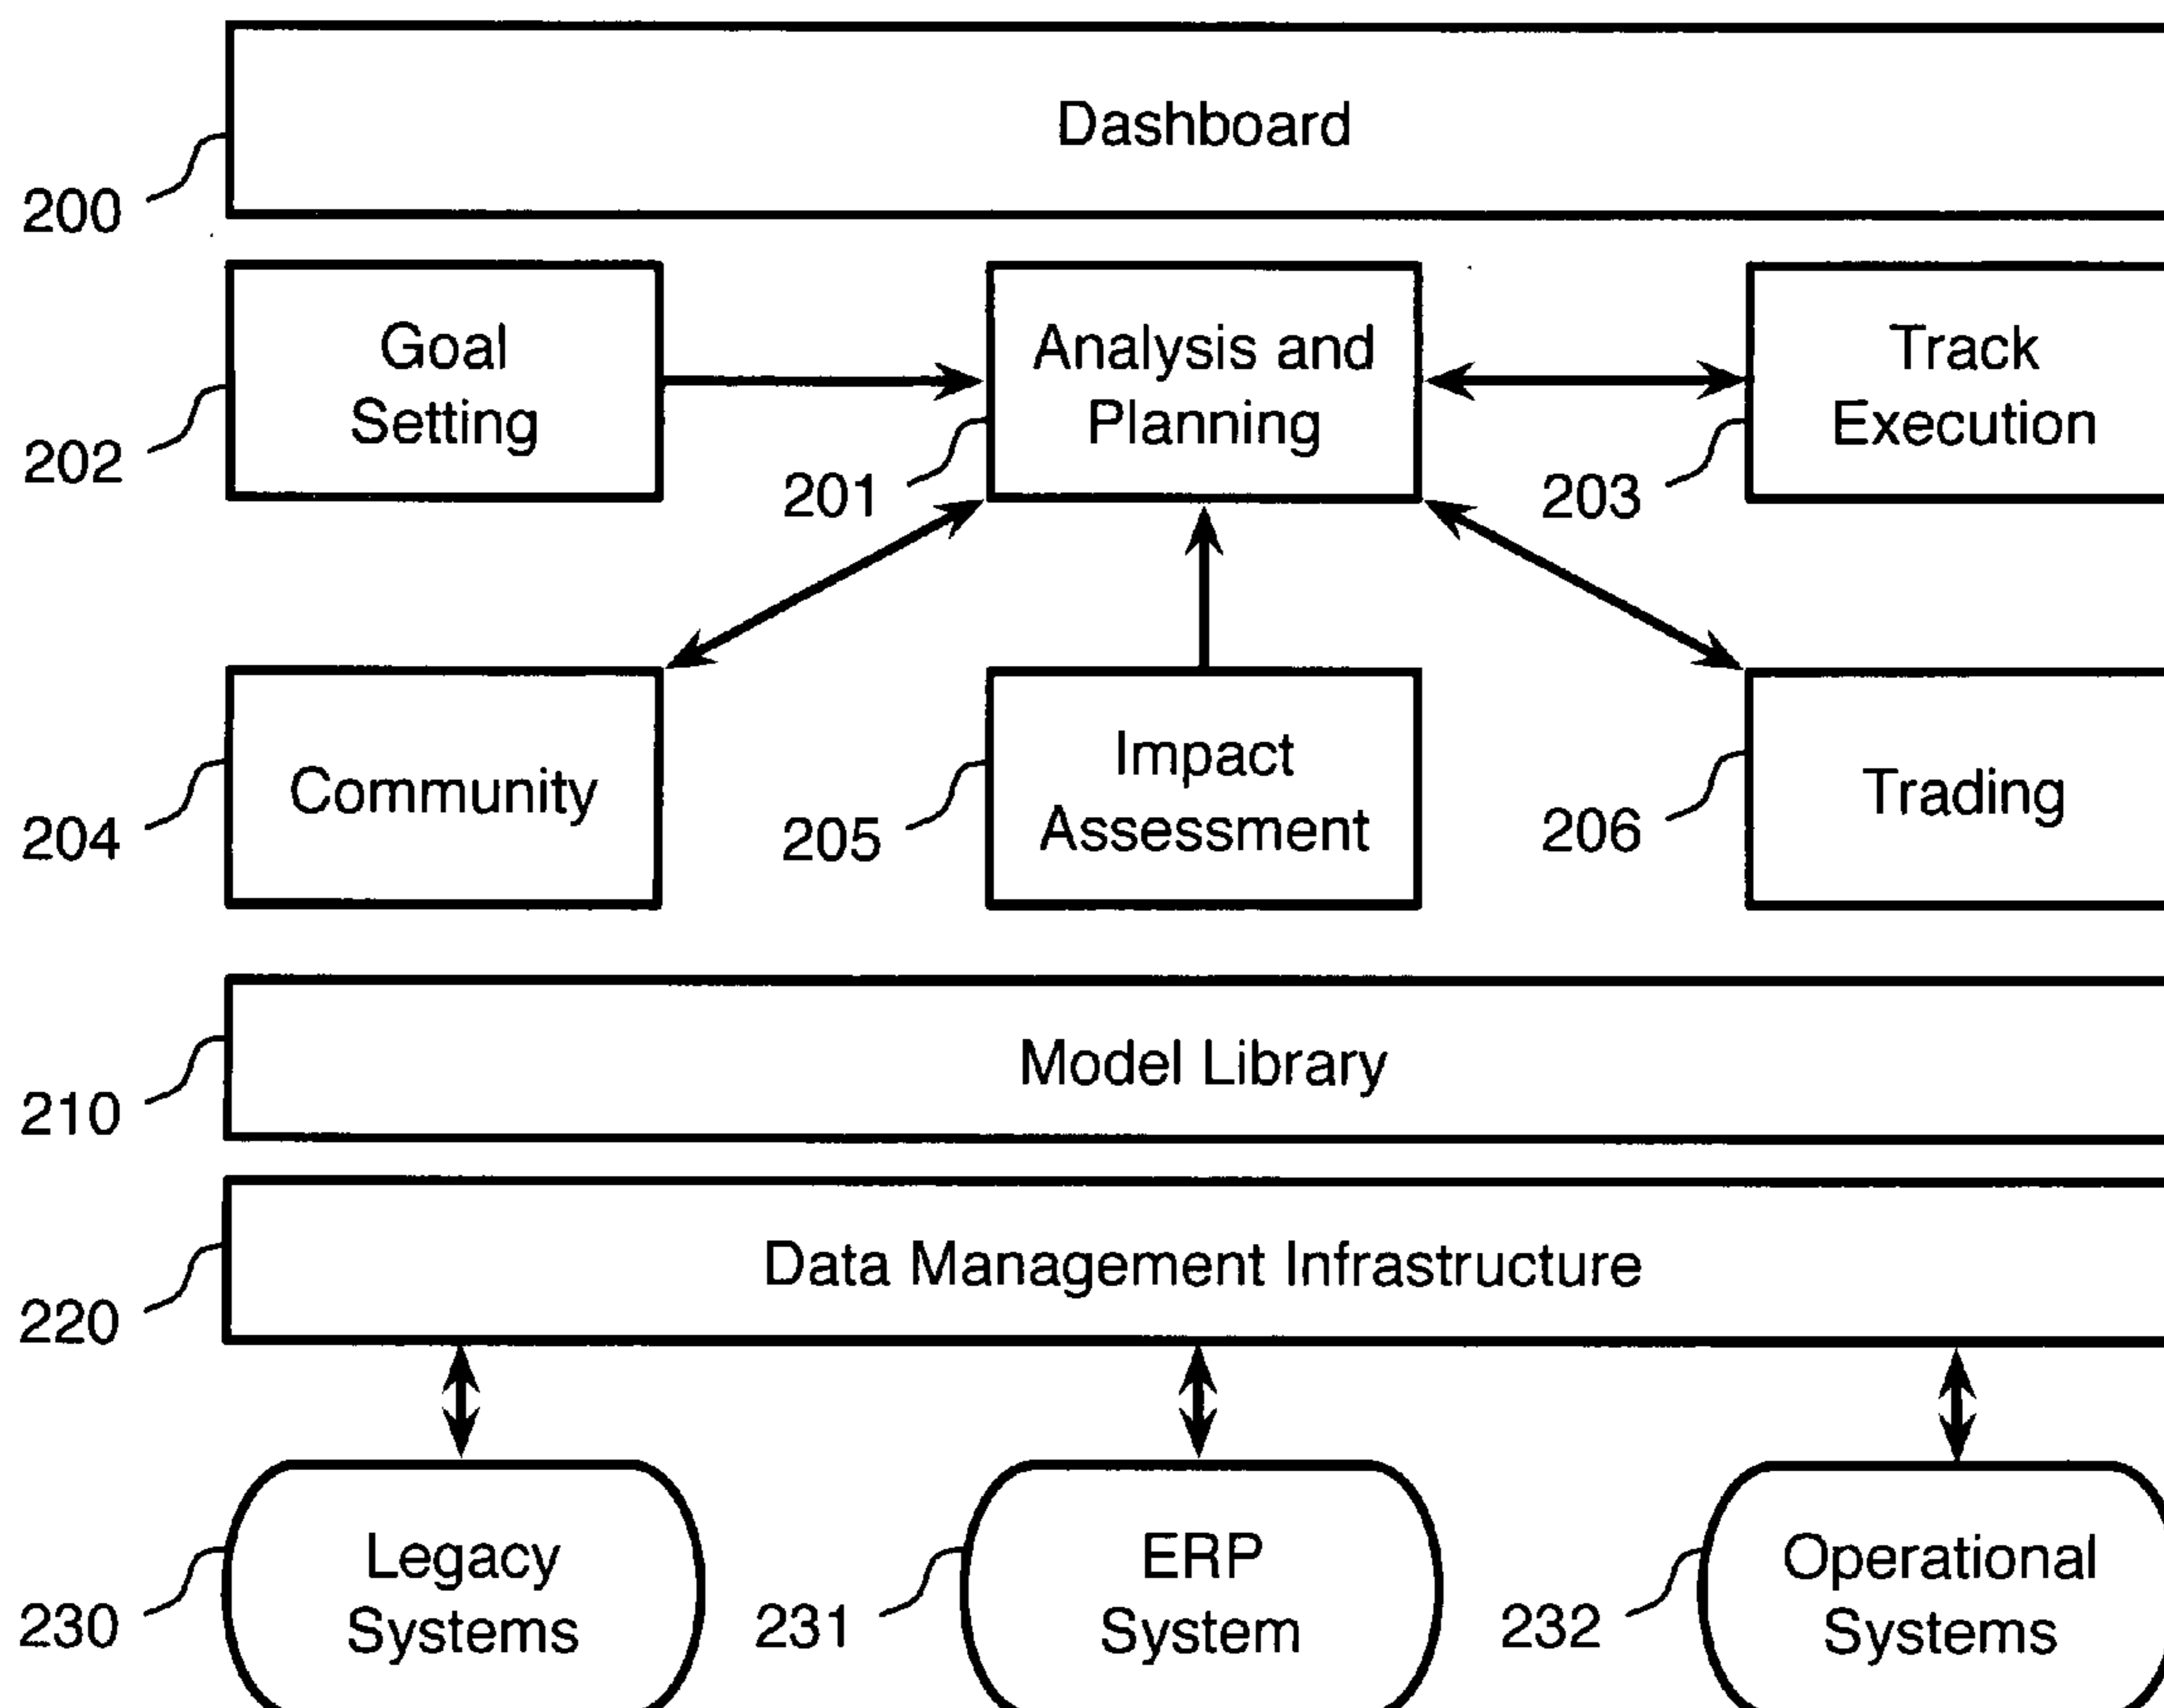 Dashboard
200
Goal
Setting
202
Analysis and
Planning
201
Track
Execution
203
Community
204
Impact
Assessment
205
Trading
206
Model Library
210
Data Management Infrastructure
220
Legacy
Systems
230
ERP
System
231
Operational
Systems
232